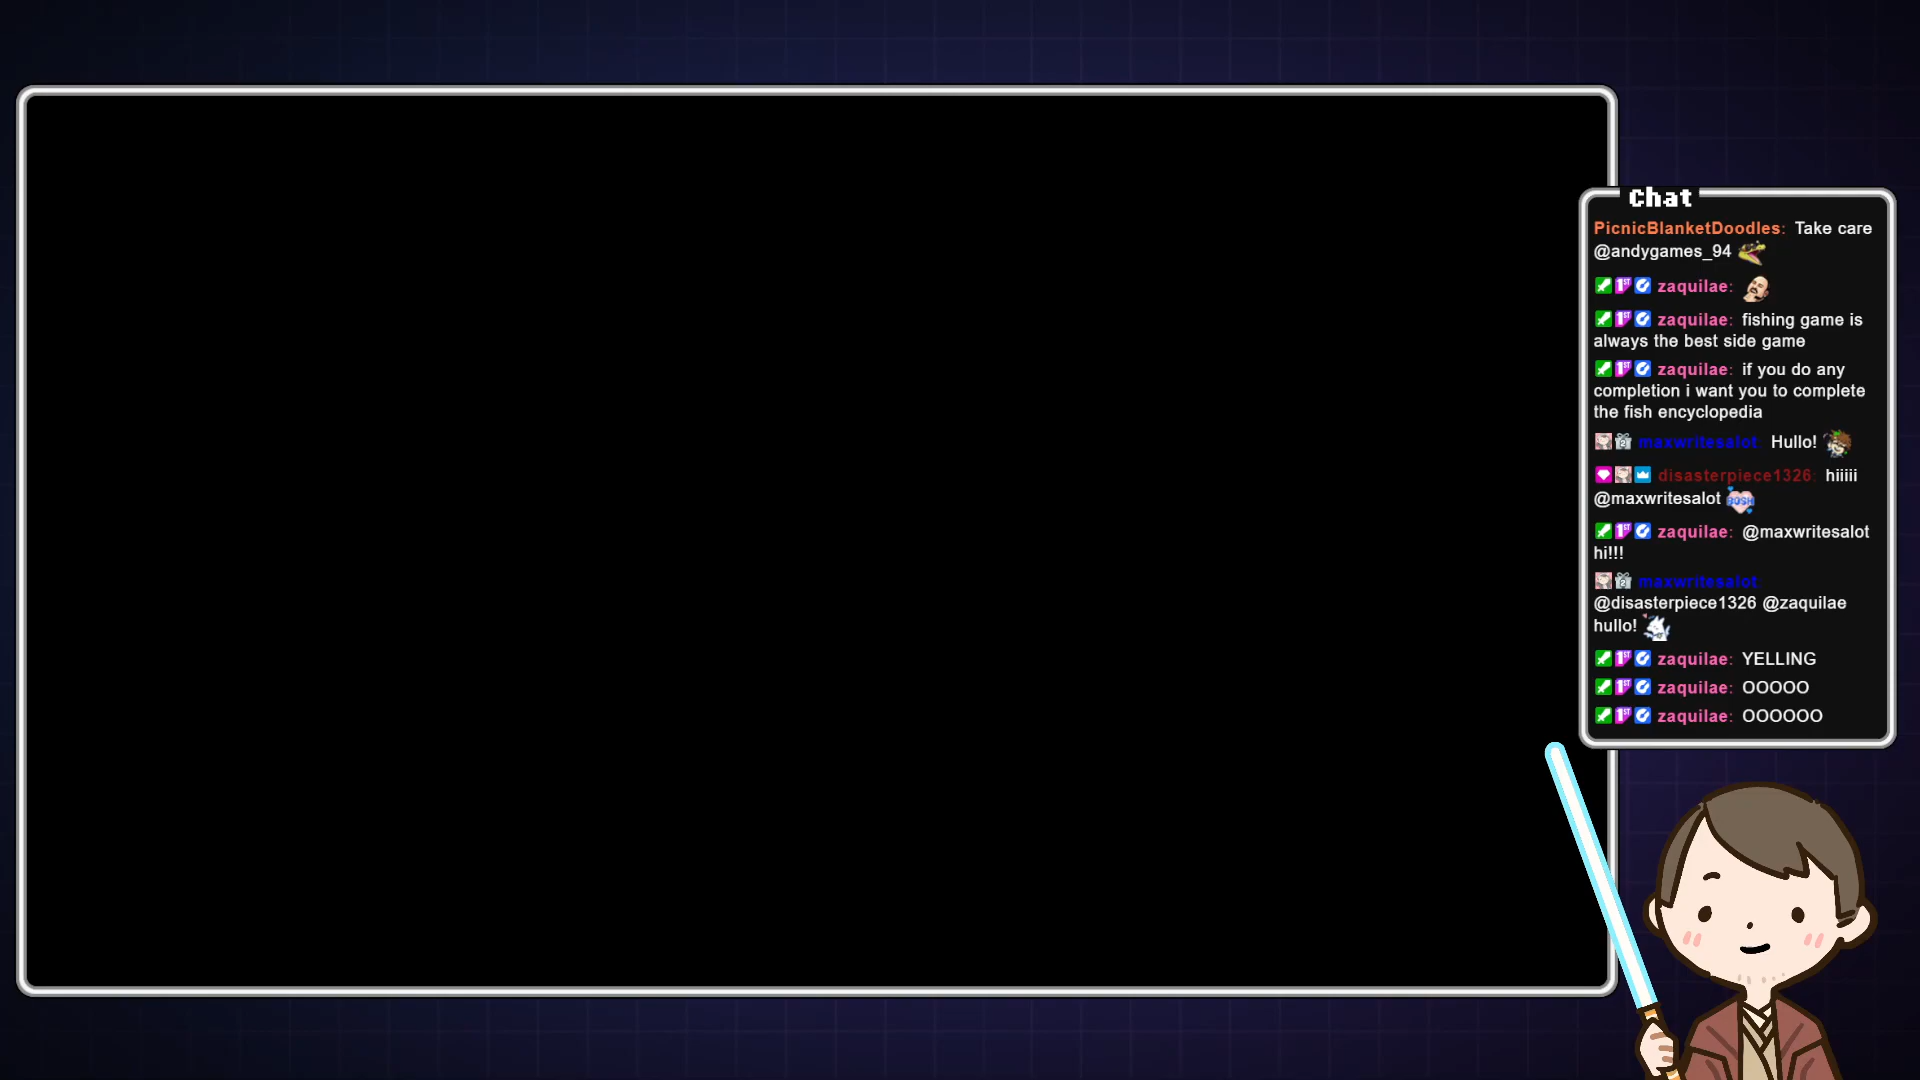 Chat
PicnicBlanketDoodles: Take care
@andygames_94
zaquilae:
zaquilae: fishing game is
always the best side game
zaquilae: if you do any
completion i want you to complete
the fish encyclopedia
maxwritesalot: Hullo!
disasterpiece1326: hiiiii
@maxwritesalot BOSH
zaquilae: @maxwritesalot
hi!!!
maxwritesalot:
@disasterpiece1326 @zaquilae
hullo!
zaquilae: YELLING
zaquilae: OOOOO
zaquilae: OOOOOO